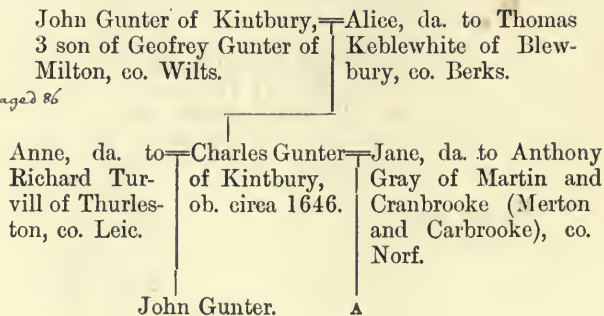 John Gunter of Kintbury,
3 son of Geofrey Gunter of
Milton, co. Wilts.
Alice, da. to Thomas
Keblewhite of Blew-
bury, co. Berks.
aged 86
Anne, da. to
Richard Tur-
vill of Thurles-
ton, co. Leic.
Charles Gunter
of Kintbury,
ob. circa 1646.
Jane, da. to Anthony
Gray of Martin and
Cranbrooke (Merton
and Carbrooke), co.
Norf.
John Gunter.
A